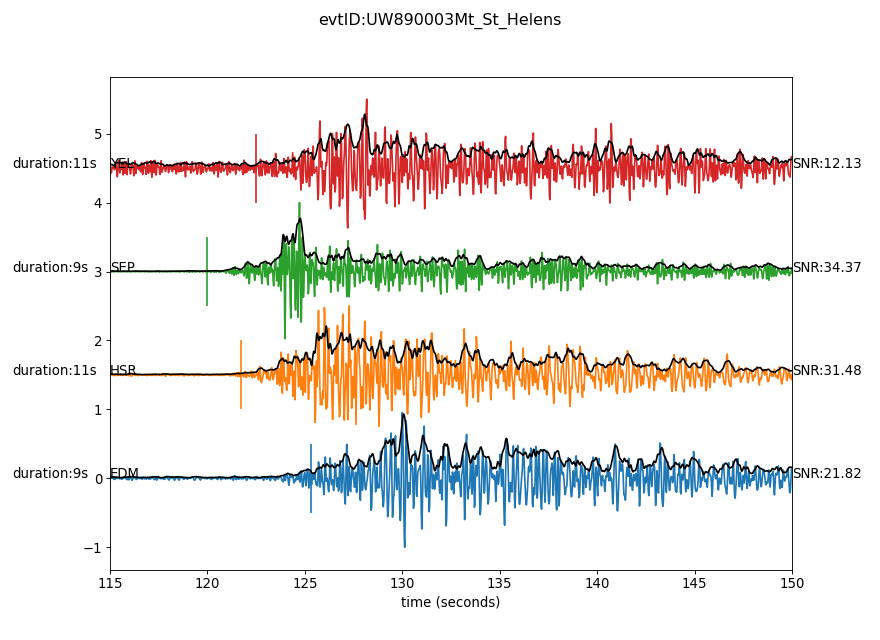 evtID:UW890003Mt_St_Helens
5
duration:11s YEL SNR:12.13
4
duration:9s SEP SNR:34.37
3
2
duration:11s HSR SNR:31.48
1
duration:9s EDM SNR:21.82
0
−1
115 120 125 130 135 140 145 150
time (seconds)